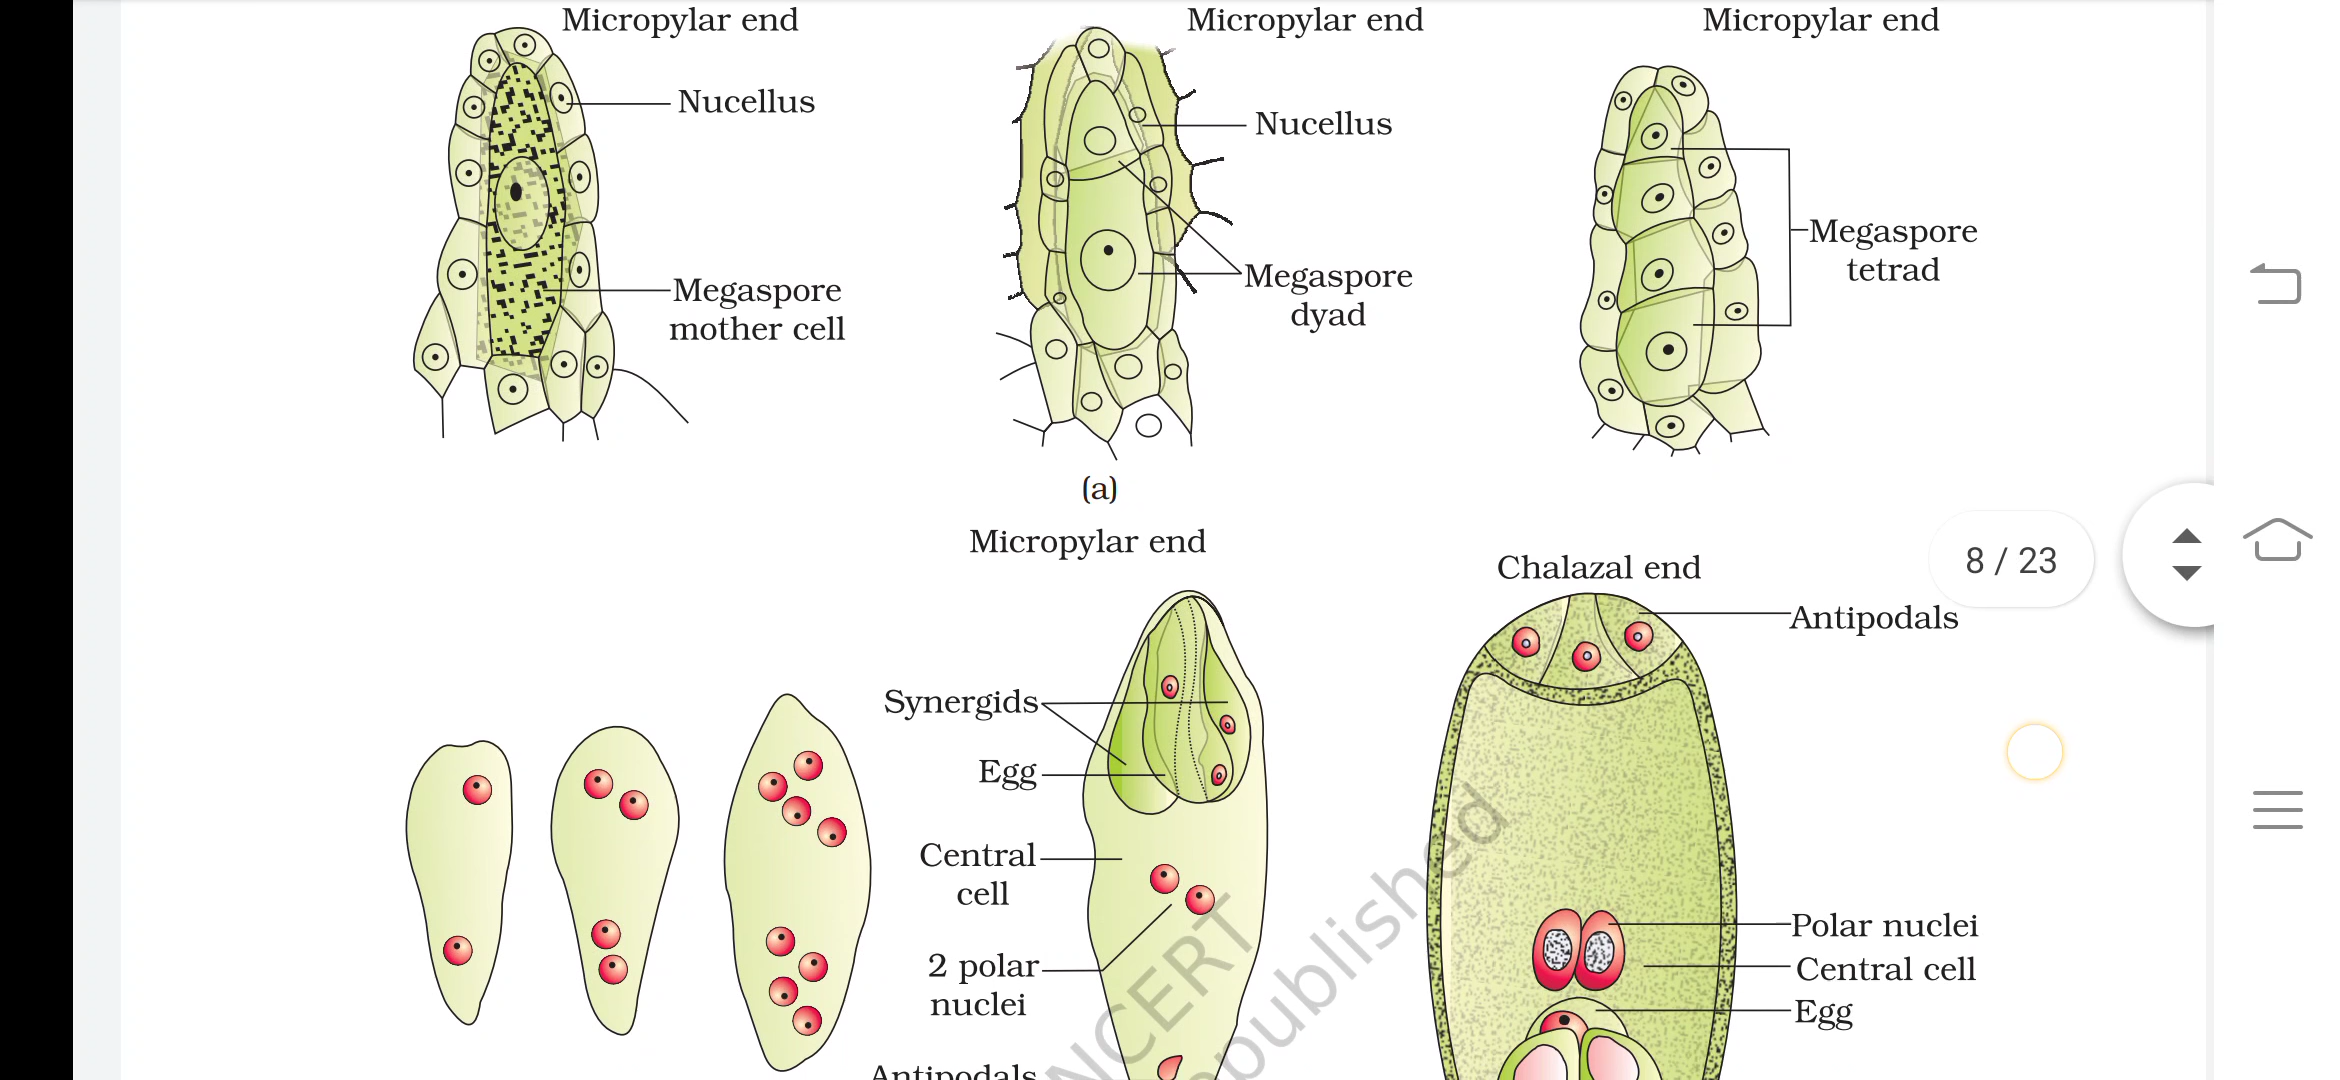 Micropylar end
Micropylar end
Micropylar end
Nucellus
Nucellus
Megaspore
mother cell
Megaspore
dyad
Megaspore
tetrad
(a)
Micropylar end
Chalazal end
8 / 23
Antipodals
Synergids
Egg
Central
cell
2 polar
nuclei
Antipodals
Polar nuclei
Central cell
Egg
NCERT
published